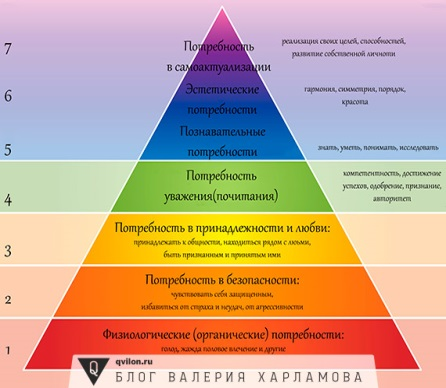 7
Потребность
в самоактуализации
реализация своих целей, способностей,
развитие собственной личности
6
Эстетические
потребности
гармония, симметрия, порядок,
красота
5
Познавательные
потребности
знать, уметь, понимать, исследовать
4
Потребность
уважения(почитания)
компетентность, достижение
успехов, одобрение, признание,
авторитет
3
Потребность в принадлежности и любви:
принадлежать к общности, находиться рядом с людьми,
быть признанным и принятым ими
2
Потребность в безопасности:
чувствовать себя защищенным,
избавиться от страха и неудач, от агрессивности
1
Физиологические (органические) потребности:
голод, жажда половое влечение и другие
Q
qvilon.ru
БЛОГ ВАЛЕРИЯ ХАРЛАМОВА